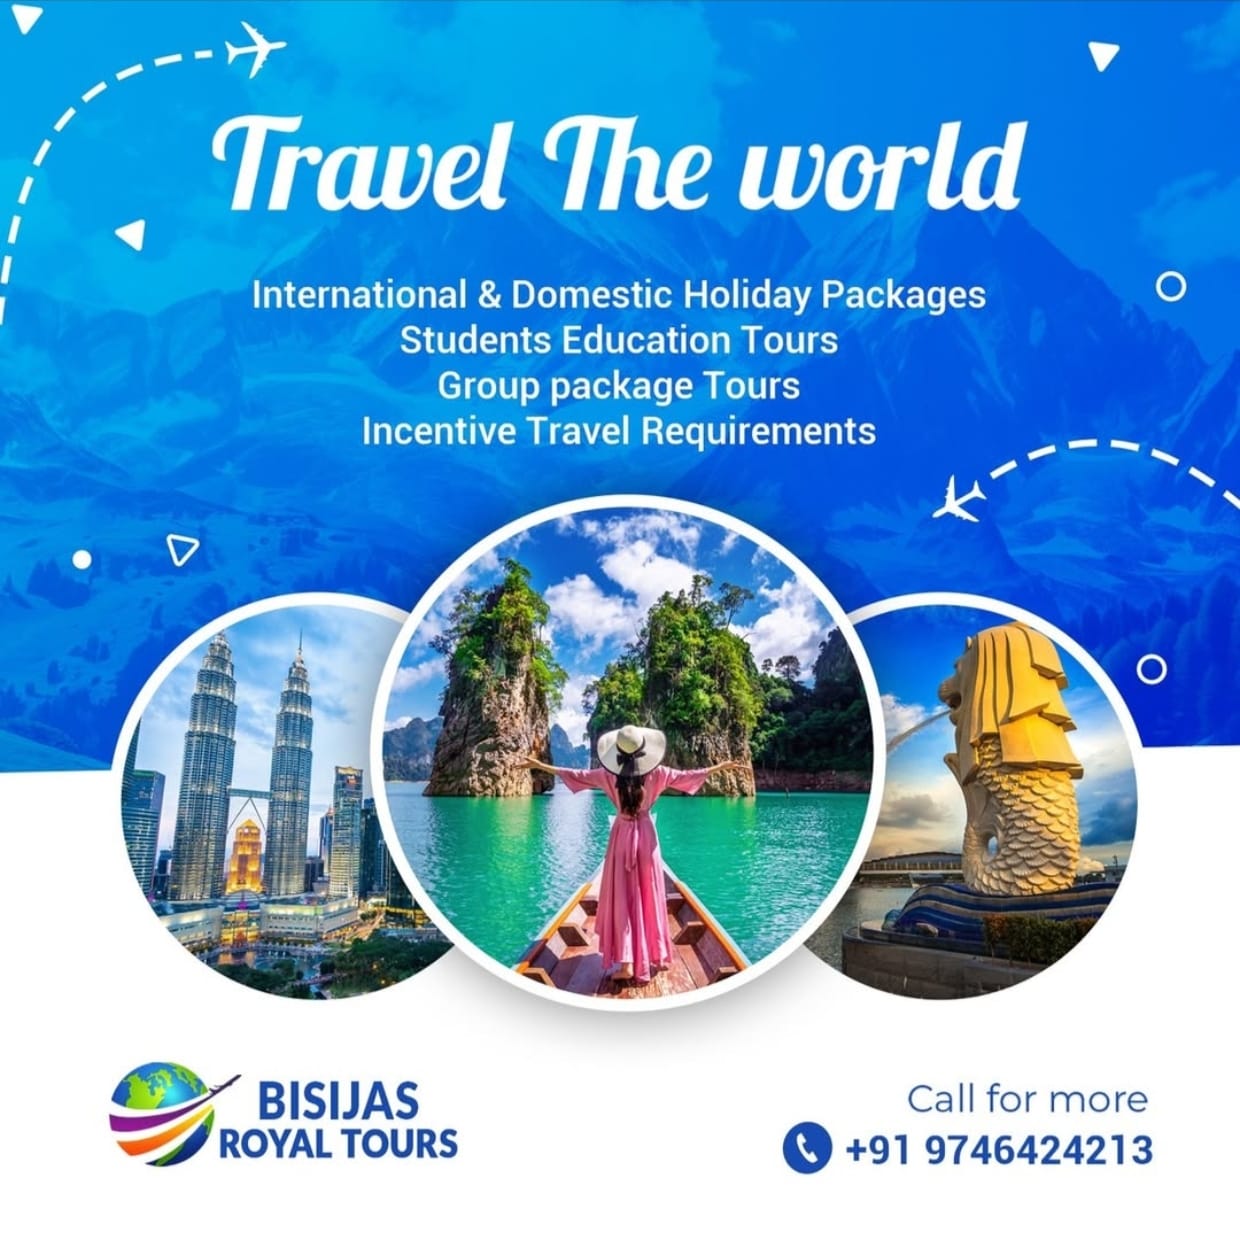 Travel The world
International & Domestic Holiday Packages
Students Education Tours
Group package Tours
Incentive Travel Requirements
BISIJAS
ROYAL TOURS
Call for more
+91 9746424213